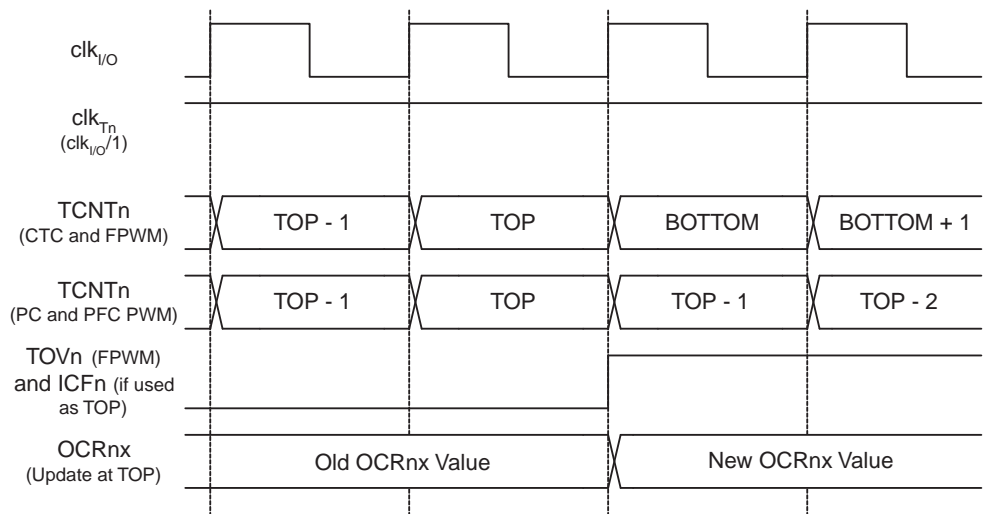 clkI/O
clkTn
(clkI/O/1)
TCNTn
(CTC and FPWM)
TOP - 1
TOP
BOTTOM
BOTTOM + 1
TCNTn
(PC and PFC PWM)
TOP - 1
TOP
TOP - 1
TOP - 2
TOVn (FPWM)
and ICFn (if used
as TOP)
OCRnx
(Update at TOP)
Old OCRnx Value
New OCRnx Value